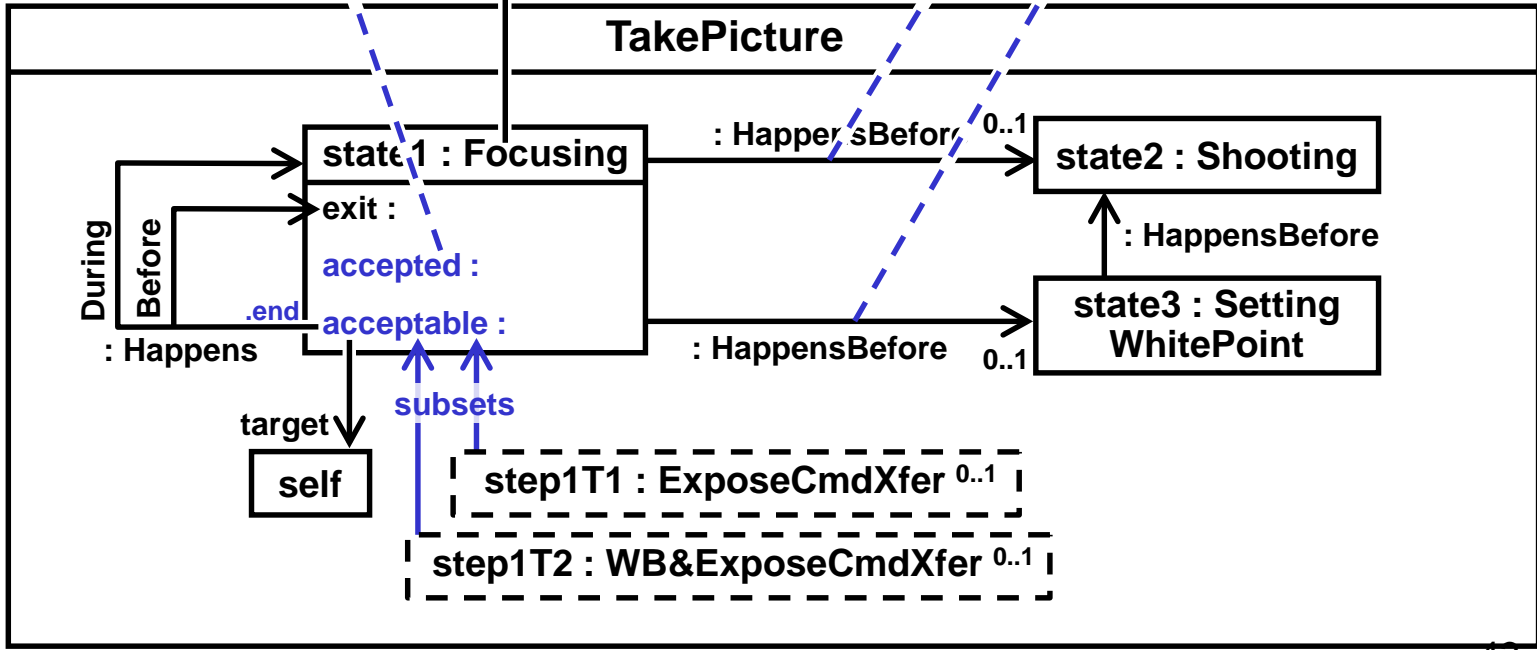 TakePicture
: HappensBefore 0..1
state1 : Focusing
state2 : Shooting
exit :
During
Before
: HappensBefore
accepted :
.end
acceptable :
state3 : Setting
WhitePoint
: Happens
: HappensBefore
0..1
subsets
target
self
step1T1 : ExposeCmdXfer 0..1
step1T2 : WB&ExposeCmdXfer 0..1